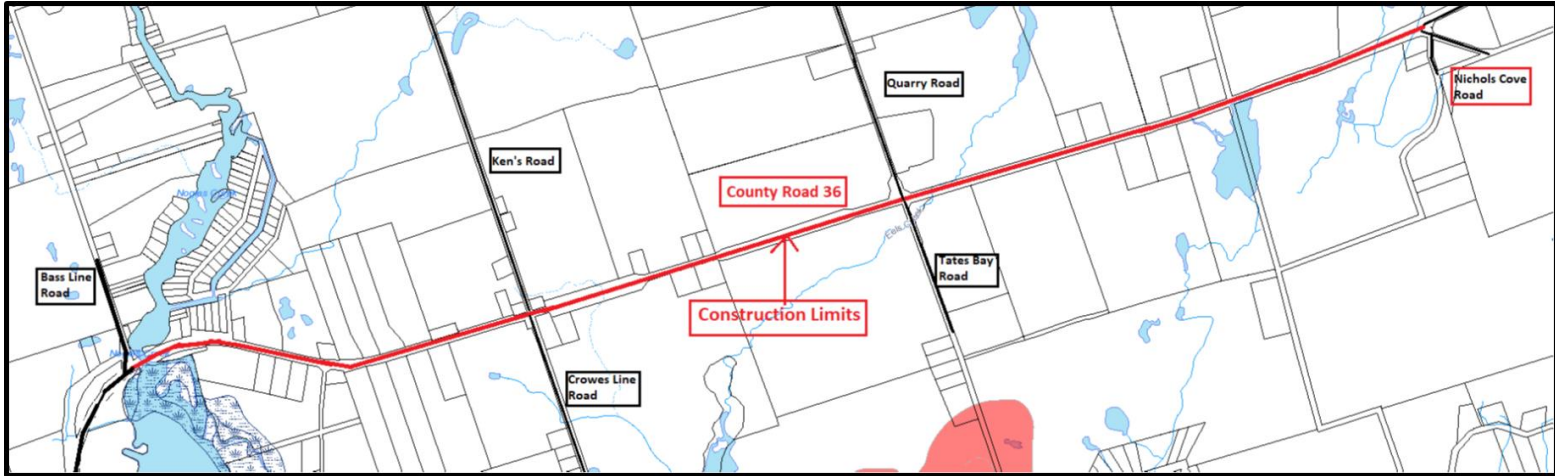 Quarry Road
Nichols Cove
Road
Ken's Road
County Road 36
Bass Line
Road
Tates Bay
Road
Construction Limits
Crowes Line
Road